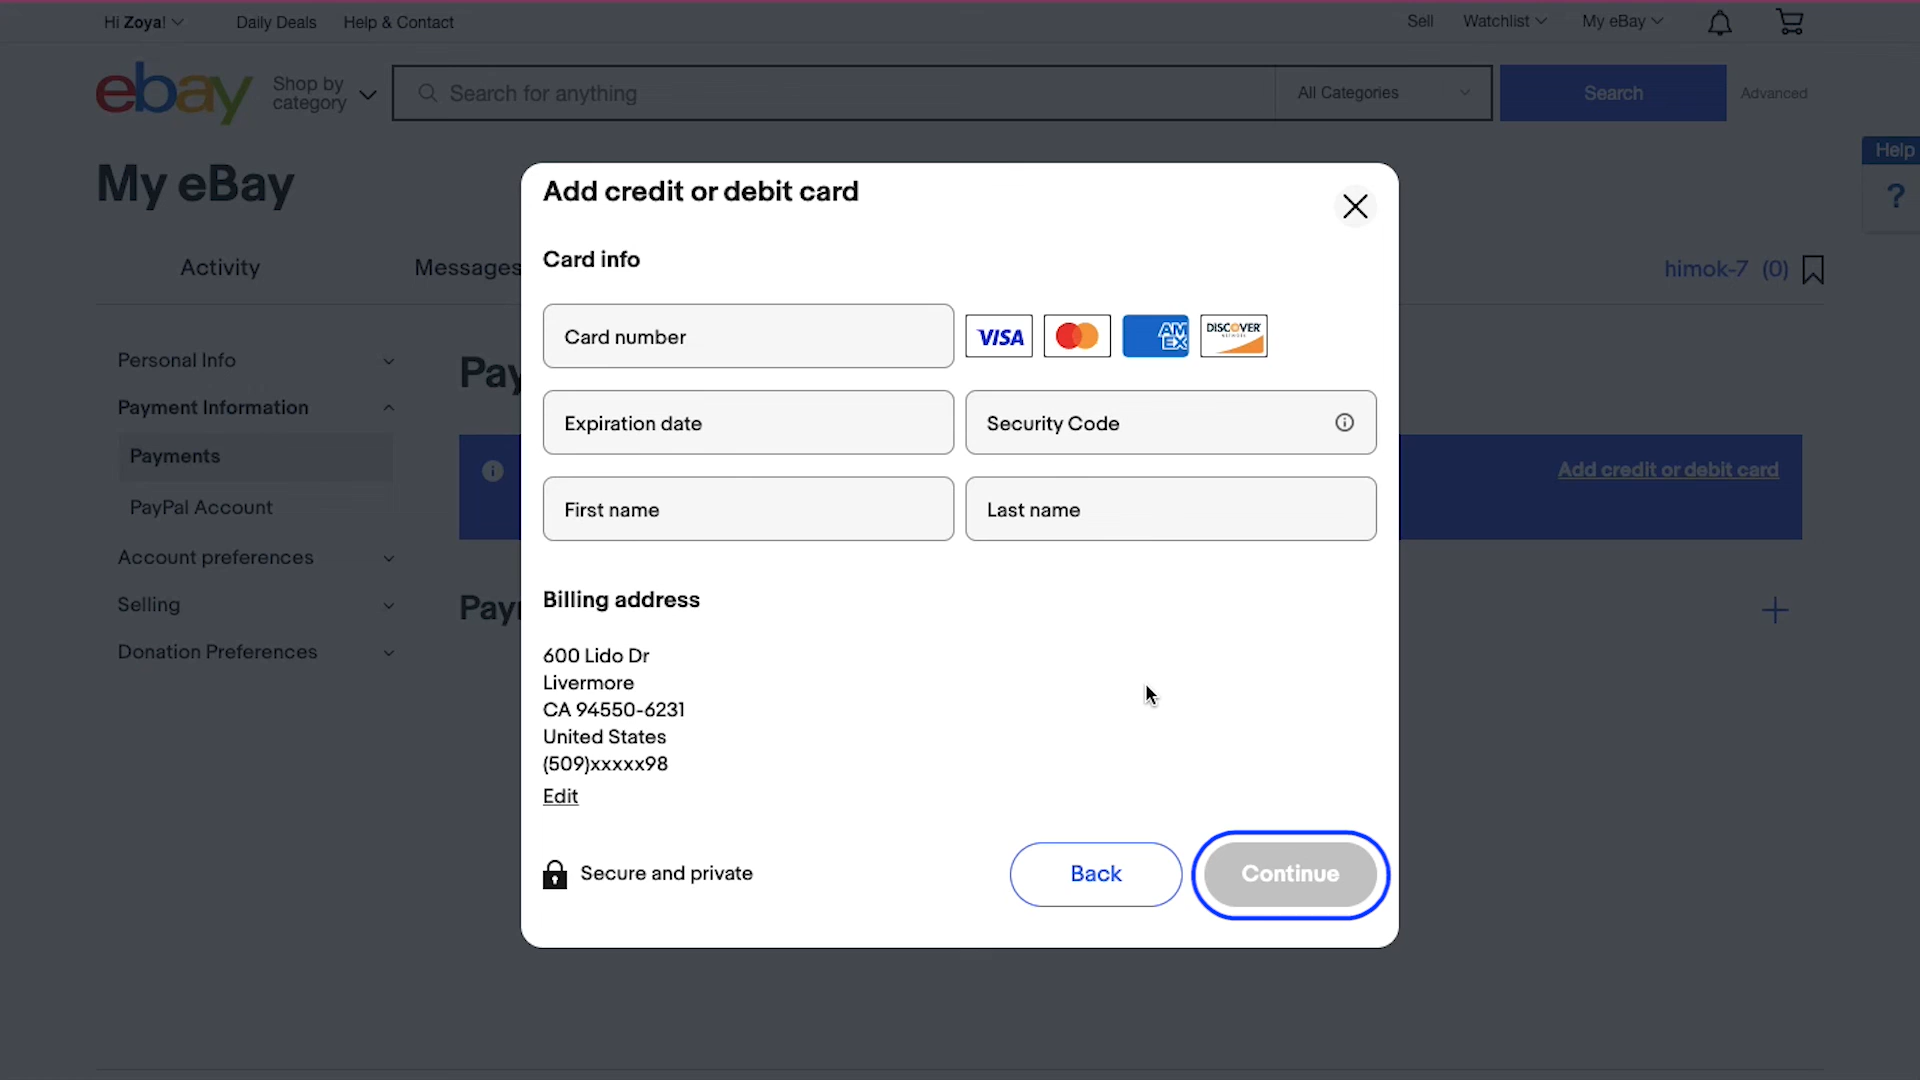 Hi Zoya!
Daily Deals
Help & Contact
Sell
Watchlist
My eBay
ebay
Shop by
category
Search for anything
All Categories
Search
Advanced
Help
?
My eBay
Activity
Messages
himok-7 (0)
Personal Info
Payment Information
Payments
PayPal Account
Account preferences
Selling
Donation Preferences
Add credit or debit card
Add credit or debit card
Card info
Card number
VISA
AM
EX
DISCOVER
NETWORK
Expiration date
Security Code
First name
Last name
Billing address
600 Lido Dr
Livermore
CA 94550-6231
United States
(509)xxxxx98
Edit
Secure and private
Back
Continue